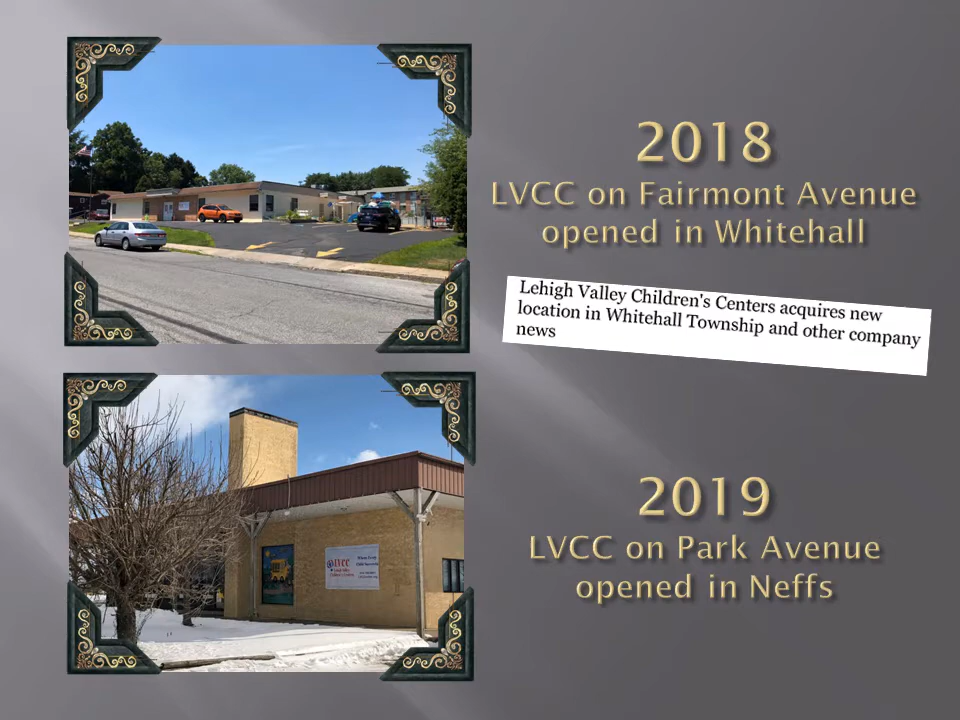 2018
LVCC on Fairmont Avenue
opened in Whitehall
Lehigh Valley Children's Centers acquires new
location in Whitehall Township and other company
news
LVCC
2019
LVCC on Park Avenue
opened in Neffs